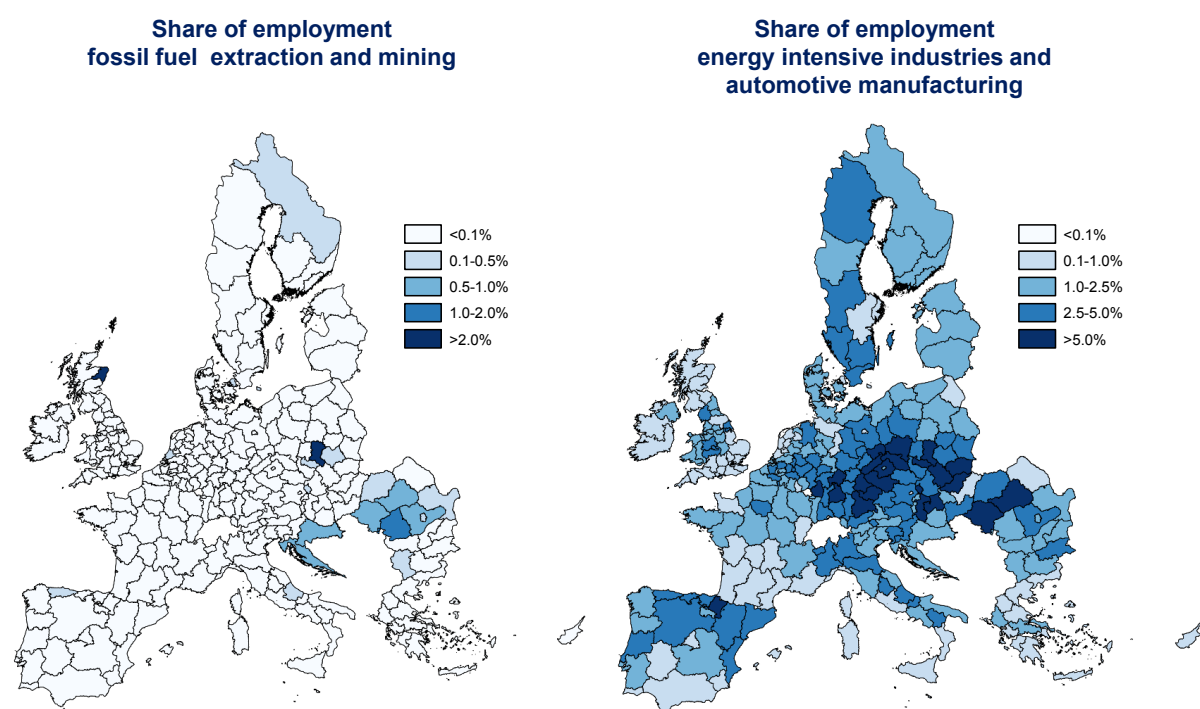 Share of employment
fossil fuel extraction and mining
<0.1%
0.1-0.5%
0.5-1.0%
1.0-2.0%
>2.0%
Share of employment
energy intensive industries and
automotive manufacturing
<0.1%
0.1-1.0%
1.0-2.5%
2.5-5.0%
>5.0%